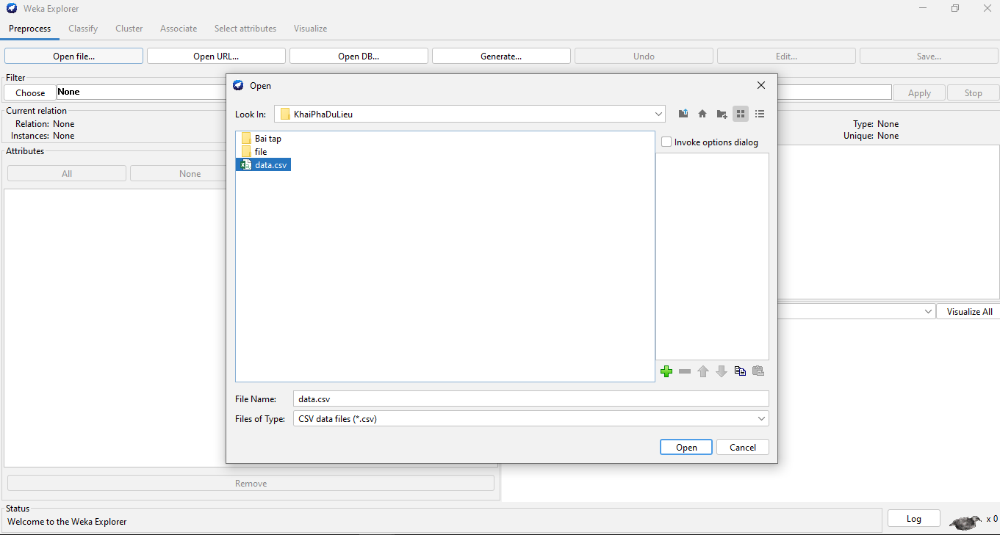 Weka Explorer
Preprocess Classify Cluster Associate Select attributes Visualize
Open file... Open URL... Open DB... Generate... Undo Edit... Save...
Filter
Choose None Apply Stop
Current relation
Relation: None Type: None
Instances: None Unique: None
Attributes
All None
Visualize All
Open
Look In: KhaiPhaDuLieu
Bai tap
file
data.csv
Invoke options dialog
File Name: data.csv
Files of Type: CSV data files (*.csv)
Open Cancel
Remove
Status
Welcome to the Weka Explorer
Log x 0